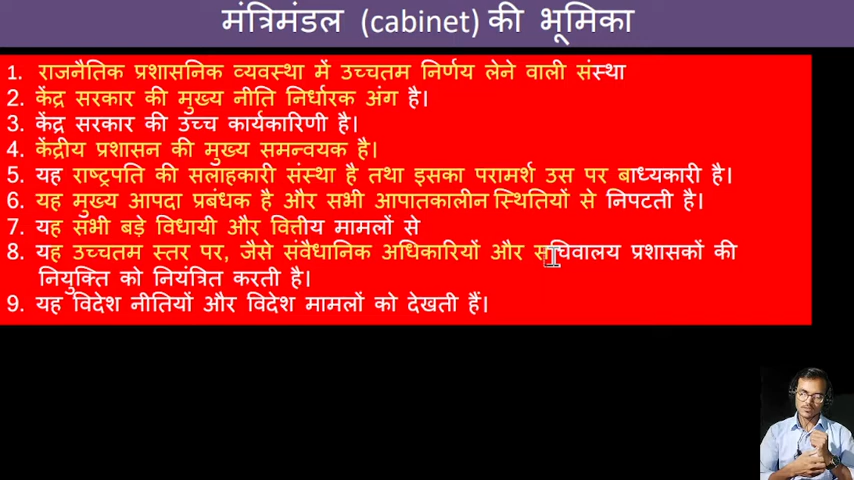 मंत्रिमंडल (cabinet) की भूमिका
1. राजनैतिक प्रशासनिक व्यवस्था में उच्चतम निर्णय लेने वाली संस्था
2. केंद्र सरकार की मुख्य नीति निर्धारक अंग है।
3. केंद्र सरकार की उच्च कार्यकारिणी है।
4. केंद्रीय प्रशासन की मुख्य समन्वयक है।
5. यह राष्ट्रपति की सलाहकारी संस्था है तथा इसका परामर्श उस पर बाध्यकारी है।
6. यह मुख्य आपदा प्रबंधक है और सभी आपातकालीन स्थितियों से निपटती है।
7. यह सभी बड़े विधायी और वित्तीय मामलों से
8. यह उच्चतम स्तर पर, जैसे संवैधानिक अधिकारियों और सचिवालय प्रशासकों की
नियुक्ति को नियंत्रित करती है।
9. यह विदेश नीतियों और विदेश मामलों को देखती हैं।